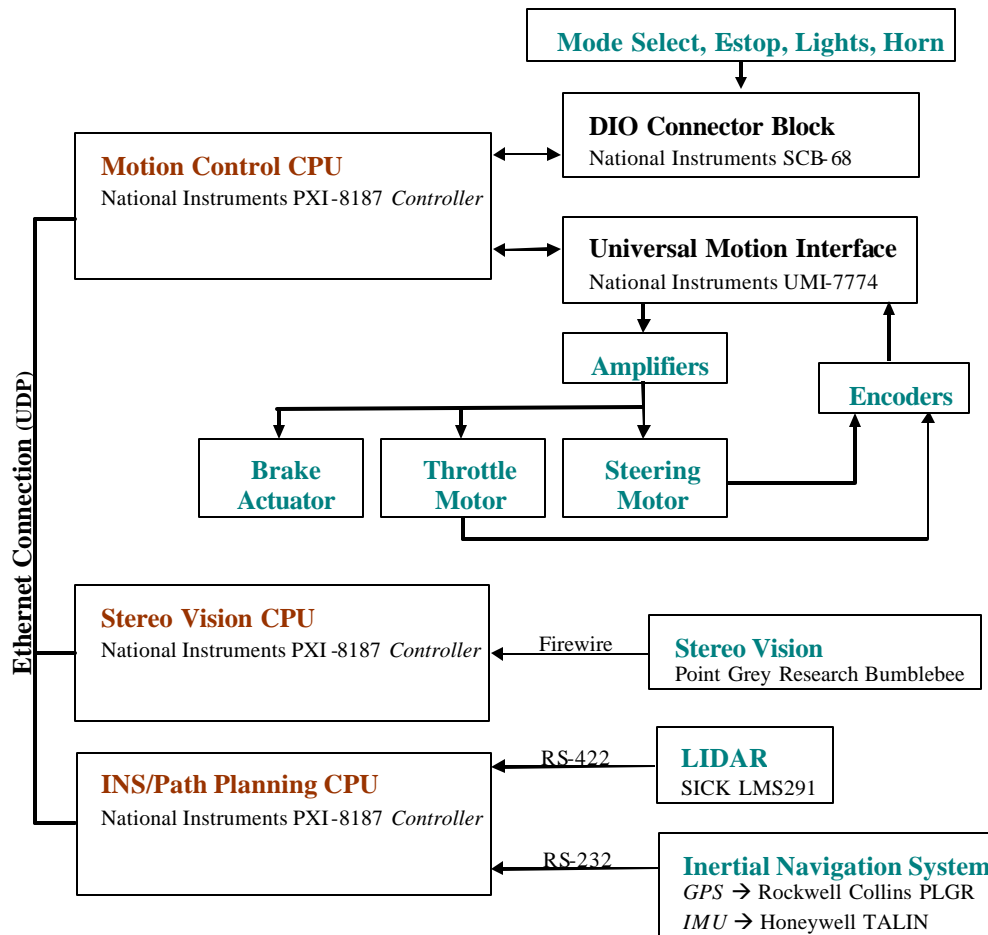 Mode Select, Estop, Lights, Horn
DIO Connector Block
National Instruments SCB-68
Motion Control CPU
National Instruments PXI-8187 Controller
Universal Motion Interface
National Instruments UMI-7774
Amplifiers
Encoders
Brake
Actuator
Throttle
Motor
Steering
Motor
Ethernet Connection (UDP)
Stereo Vision CPU
National Instruments PXI-8187 Controller
Firewire
Stereo Vision
Point Grey Research Bumblebee
INS/Path Planning CPU
National Instruments PXI-8187 Controller
RS-422
LIDAR
SICK LMS291
RS-232
Inertial Navigation System
GPS → Rockwell Collins PLGR
IMU → Honeywell TALIN